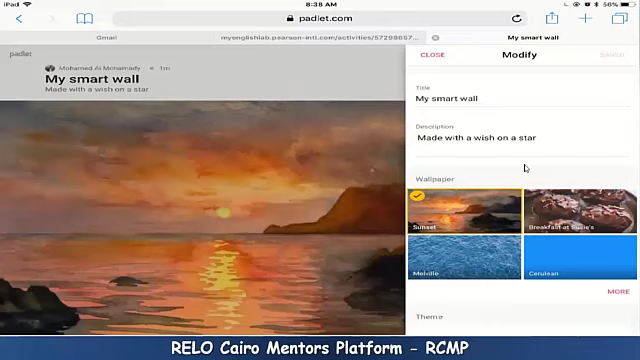 iPad
8:38 AM
56%
padlet.com
Gmail
myenglishlab.pearson-intl.com/activities/57298657...
My smart wall
padlet
Mohamed Al Mohamady
1m
My smart wall
Made with a wish on a star
CLOSE
Modify
Title
My smart wall
Description
Made with a wish on a star
Wallpaper
Sunset
Breakfast at Susie's
Melville
Cerulean
MORE
Theme
RELO Cairo Mentors Platform - RCMP